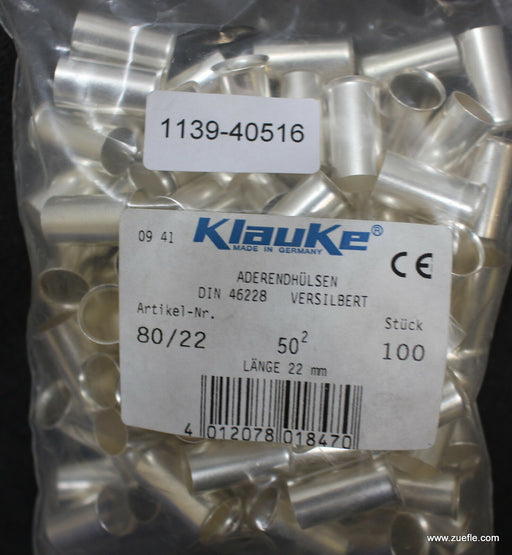 1139-40516
09 41
Klauke®
MADE IN GERMANY
CE
ADERENDHÜLSEN
DIN 46228 VERSILBERT
Artikel-Nr.
Stück
80/22 50² 100
LÄNGE 22 mm
4 012078 018470
www.zuefle.com